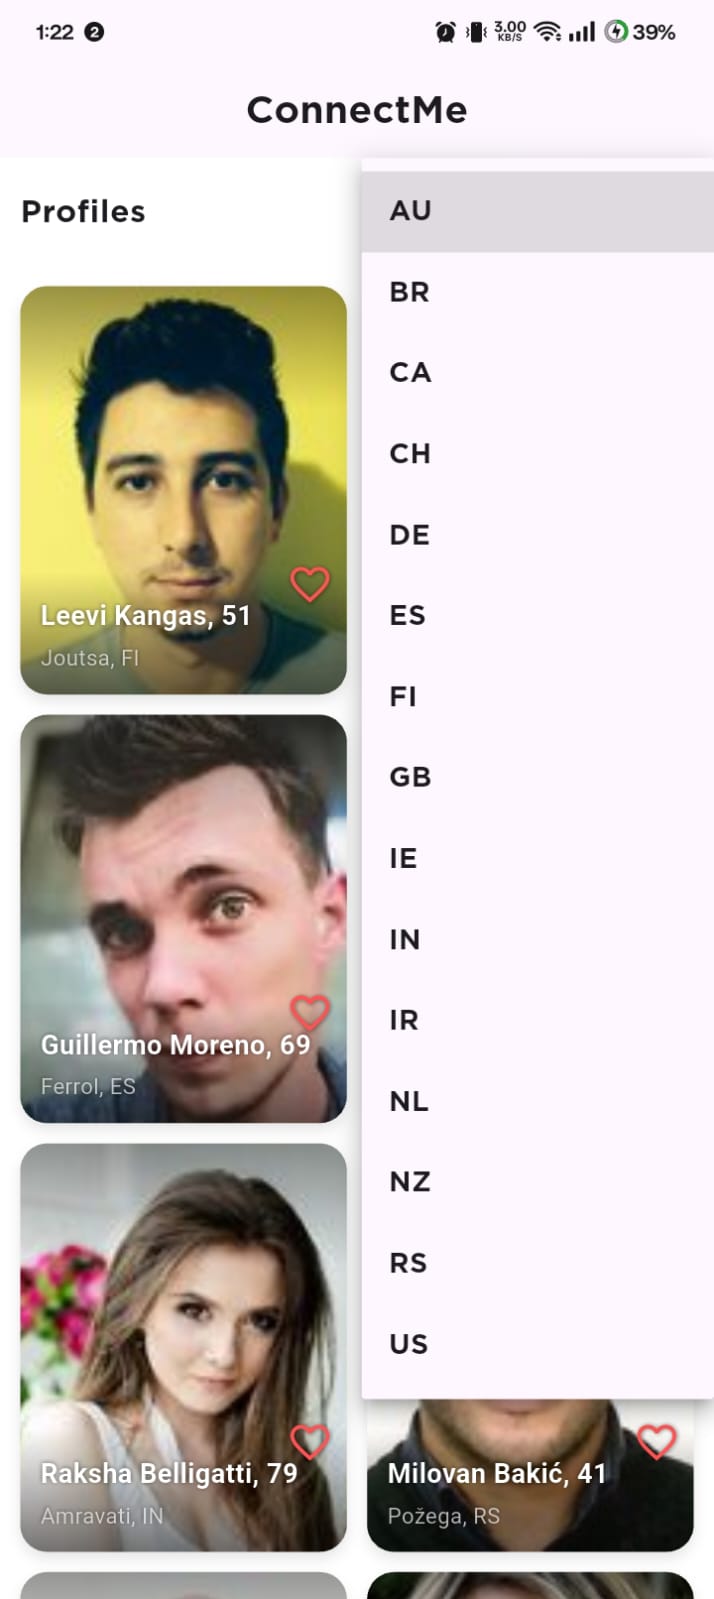 1:22 2 3.00 KB/S 39%
ConnectMe
Profiles
AU
BR
CA
CH
DE
ES
FI
GB
IE
IN
IR
NL
NZ
RS
US
Leevi Kangas, 51
Joutsa, FI
Guillermo Moreno, 69
Ferrol, ES
Raksha Belligatti, 79
Amravati, IN
Milovan Bakić, 41
Požega, RS